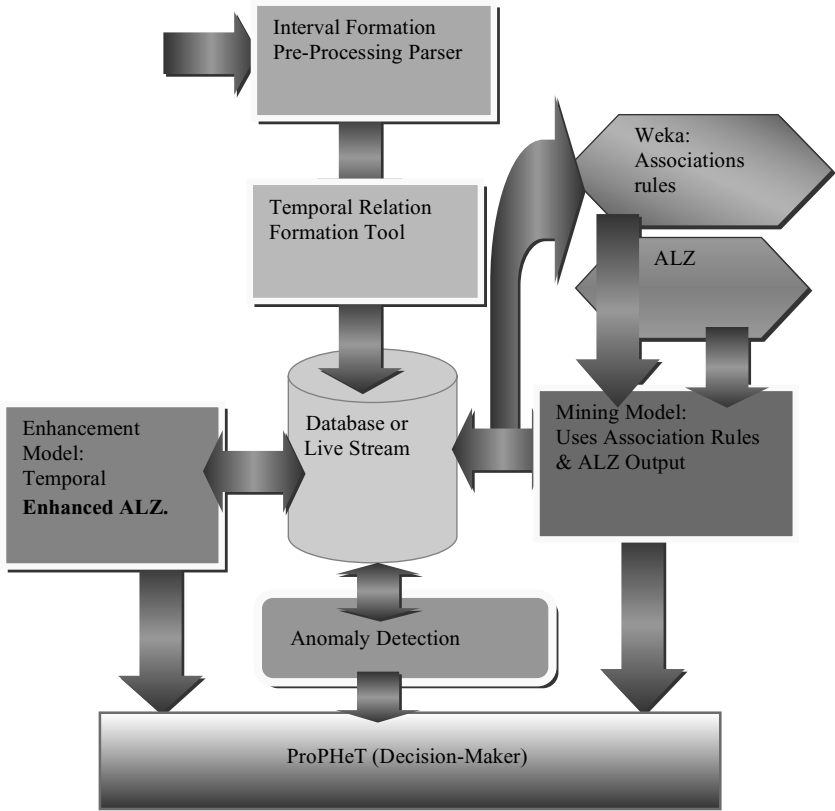 Interval Formation
Pre-Processing Parser
Weka:
Associations
rules
Temporal Relation
Formation Tool
ALZ
Database or
Live Stream
Mining Model:
Uses Association Rules
& ALZ Output
Enhancement
Model:
Temporal
Enhanced ALZ.
Anomaly Detection
ProPHeT (Decision-Maker)